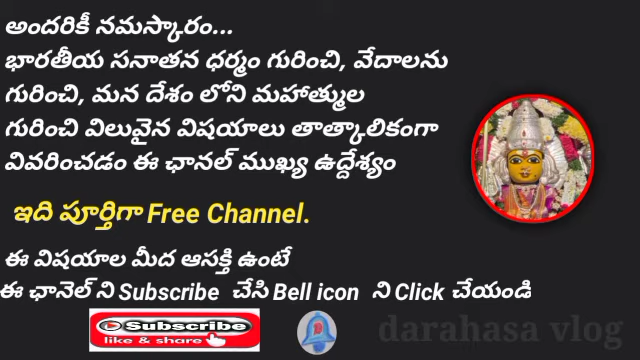 అందరికీ నమస్కారం...
భారతీయ సనాతన ధర్మం గురించి, వేదాలను
గురించి, మన దేశం లోని మహాత్ముల
గురించి విలువైన విషయాలు తాత్కాలికంగా
వివరించడం ఈ ఛానల్ ముఖ్య ఉద్దేశ్యం
ఇది పూర్తిగా Free Channel.
ఈ విషయాల మీద ఆసక్తి ఉంటే
ఈ ఛానెల్ ని Subscribe చేసి Bell icon ని Click చేయండి
Subscribe
like & share
darahasa vlog